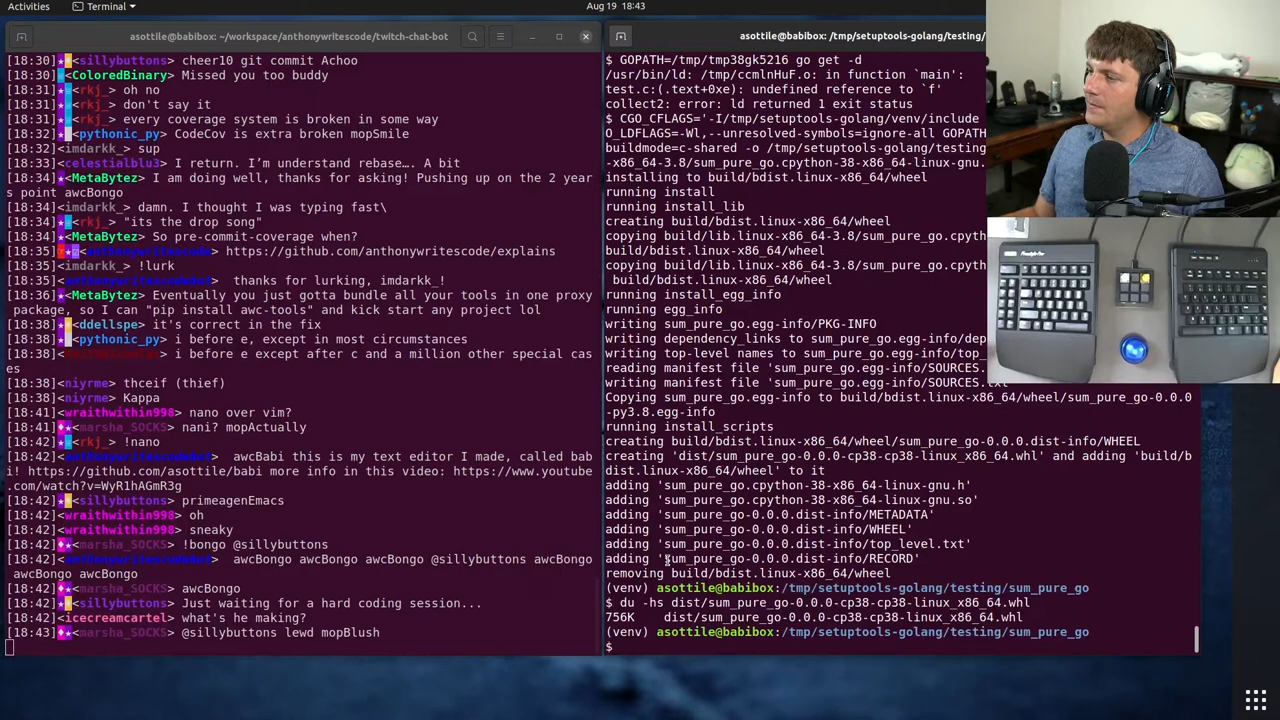 Activities
Terminal
Aug 19 18:43
asottile@babibox: ~/workspace/anthonywritescode/twitch-chat-bot
[18:30]<sillybuttons> cheer10 git commit Achoo
[18:30]<ColoredBinary> Missed you too buddy
[18:31]<rkj_> oh no
[18:31]<rkj_> don't say it
[18:31]<rkj_> every coverage system is broken in some way
[18:32]<pythonic_py> CodeCov is extra broken mopSmile
[18:32]<imdarkk_> sup
[18:33]<celestialblu3> I return. I'm understand rebase…. A bit
[18:34]<MetaBytez> I am doing well, thanks for asking! Pushing up on the 2 year
s point awcBongo
[18:34]<imdarkk_> damn. I thought I was typing fast\
[18:34]<rkj_> "its the drop song"
[18:34]<MetaBytez> So pre-commit-coverage when?
[18:35]<anthonywritescode> https://github.com/anthonywritescode/explains
[18:35]<imdarkk_> !lurk
[18:35]<anthonywritescodebot> thanks for lurking, imdarkk_!
[18:36]<MetaBytez> Eventually you just gotta bundle all your tools in one proxy
package, so I can "pip install awc-tools" and kick start any project lol
[18:38]<ddellspe> it's correct in the fix
[18:38]<pythonic_py> i before e, except in most circumstances
[18:38] i before e except after c and a million other special cas
es
[18:38]<niyrme> thceif (thief)
[18:38]<niyrme> Kappa
[18:41]<wraithwithin998> nano over vim?
[18:41]<marsha_SOCKS> nani? mopActually
[18:42]<rkj_> !nano
[18:42]<anthonywritescodebot> awcBabi this is my text editor I made, called bab
i! https://github.com/asottile/babi more info in this video: https://www.youtube
.com/watch?v=WyR1hAGmR3g
[18:42]<sillybuttons> primeagenEmacs
[18:42]<wraithwithin998> oh
[18:42]<wraithwithin998> sneaky
[18:42]<marsha_SOCKS> !bongo @sillybuttons
[18:42]<anthonywritescodebot> awcBongo awcBongo awcBongo @sillybuttons awcBongo
awcBongo awcBongo
[18:42]<marsha_SOCKS> awcBongo
[18:42]<sillybuttons> Just waiting for a hard coding session...
[18:42]<icecreamcartel> what's he making?
[18:43]<marsha_SOCKS> @sillybuttons lewd mopBlush
asottile@babibox: /tmp/setuptools-golang/testing/
$ GOPATH=/tmp/tmp38gk5216 go get -d
/usr/bin/ld: /tmp/ccmlnHuF.o: in function `main':
test.c:(.text+0xe): undefined reference to `f'
collect2: error: ld returned 1 exit status
$ CGO_CFLAGS='-I/tmp/setuptools-golang/venv/include
O_LDFLAGS=-Wl,--unresolved-symbols=ignore-all GOPATH
buildmode=c-shared -o /tmp/setuptools-golang/testing
-x86_64-3.8/sum_pure_go.cpython-38-x86_64-linux-gnu.
installing to build/bdist.linux-x86_64/wheel
running install
running install_lib
creating build/bdist.linux-x86_64/wheel
copying build/lib.linux-x86_64-3.8/sum_pure_go.cpyth
build/bdist.linux-x86_64/wheel
copying build/lib.linux-x86_64-3.8/sum_pure_go.cpyth
build/bdist.linux-x86_64/wheel
running install_egg_info
running egg_info
writing sum_pure_go.egg-info/PKG-INFO
writing dependency_links to sum_pure_go.egg-info/dep
writing top-level names to sum_pure_go.egg-info/top_
reading manifest file 'sum_pure_go.egg-info/SOURCES.
writing manifest file 'sum_pure_go.egg-info/SOURCES.txt'
Copying sum_pure_go.egg-info to build/bdist.linux-x86_64/wheel/sum_pure_go-0.0.0
-py3.8.egg-info
running install_scripts
creating build/bdist.linux-x86_64/wheel/sum_pure_go-0.0.0.dist-info/WHEEL
creating 'dist/sum_pure_go-0.0.0-cp38-cp38-linux_x86_64.whl' and adding 'build/b
dist.linux-x86_64/wheel' to it
adding 'sum_pure_go.cpython-38-x86_64-linux-gnu.h'
adding 'sum_pure_go.cpython-38-x86_64-linux-gnu.so'
adding 'sum_pure_go-0.0.0.dist-info/METADATA'
adding 'sum_pure_go-0.0.0.dist-info/WHEEL'
adding 'sum_pure_go-0.0.0.dist-info/top_level.txt'
adding 'sum_pure_go-0.0.0.dist-info/RECORD'
removing build/bdist.linux-x86_64/wheel
(venv) asottile@babibox:/tmp/setuptools-golang/testing/sum_pure_go
$ du -hs dist/sum_pure_go-0.0.0-cp38-cp38-linux_x86_64.whl
756K dist/sum_pure_go-0.0.0-cp38-cp38-linux_x86_64.whl
(venv) asottile@babibox:/tmp/setuptools-golang/testing/sum_pure_go
$